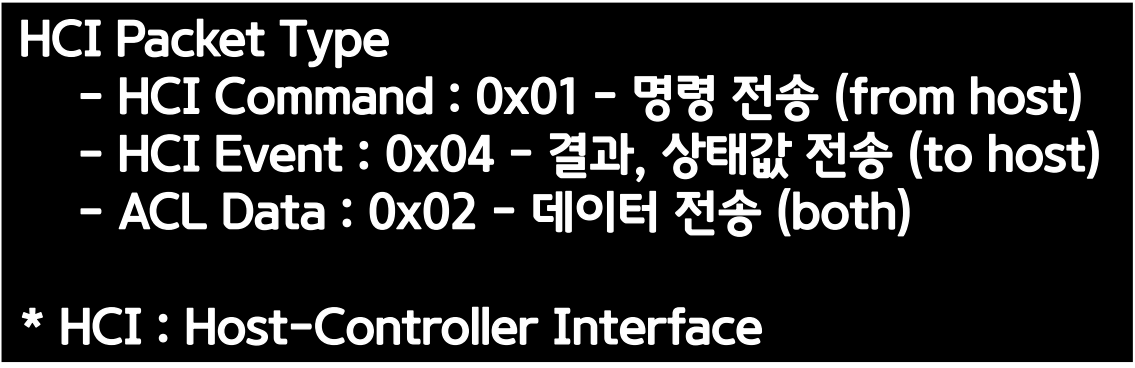 HCI Packet Type
- HCI Command : 0x01 - 명령 전송 (from host)
- HCI Event : 0x04 - 결과, 상태값 전송 (to host)
- ACL Data : 0x02 - 데이터 전송 (both)
* HCI : Host-Controller Interface